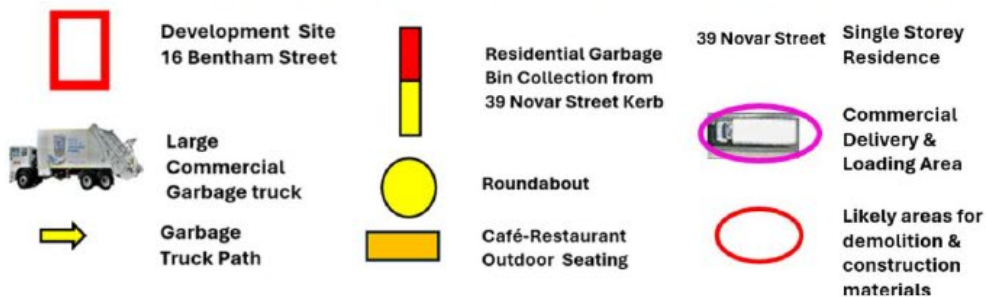 Development Site
16 Bentham Street
Large
Commercial
Garbage truck
Garbage
Truck Path
Residential Garbage
Bin Collection from
39 Novar Street Kerb
Roundabout
Café-Restaurant
Outdoor Seating
39 Novar Street
Single Storey
Residence
Commercial
Delivery &
Loading Area
Likely areas for
demolition &
construction
materials